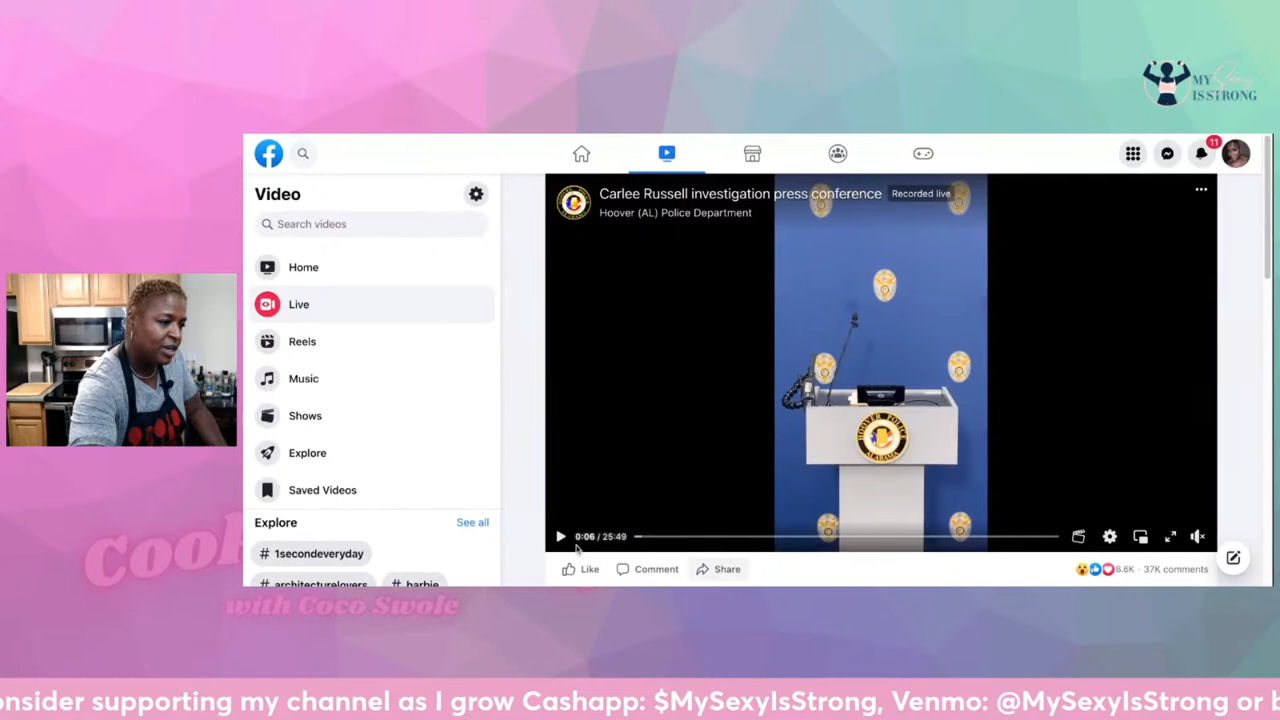 MY Sexy
IS STRONG
11
Video
Search videos
Home
Live
Reels
Music
Shows
Explore
Saved Videos
Explore
See all
# 1secondeveryday
# architecturelovers
# barbie
Carlee Russell investigation press conference
Recorded live
Hoover (AL) Police Department
HOOVER POLICE
ALABAMA
0:06 / 25:49
Like
Comment
Share
8.6K · 37K comments
Cook
with Coco Swole
onsider supporting my channel as I grow Cashapp: $MySexyIsStrong, Venmo: @MySexyIsStrong or b